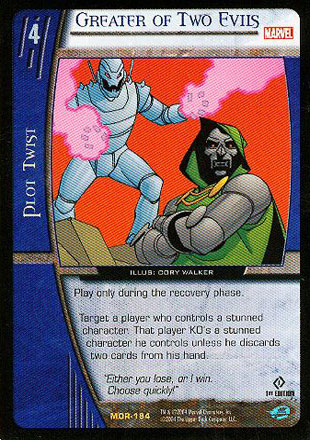 4
Greater of Two Evils
MARVEL
Plot Twist
ILLUS: CORY WALKER
Play only during the recovery phase.
Target a player who controls a stunned
character. That player KO's a stunned
character he controls unless he discards
two cards from his hand.
"Either you lose, or I win.
Choose quickly!"
MOR-184
1ST EDITION